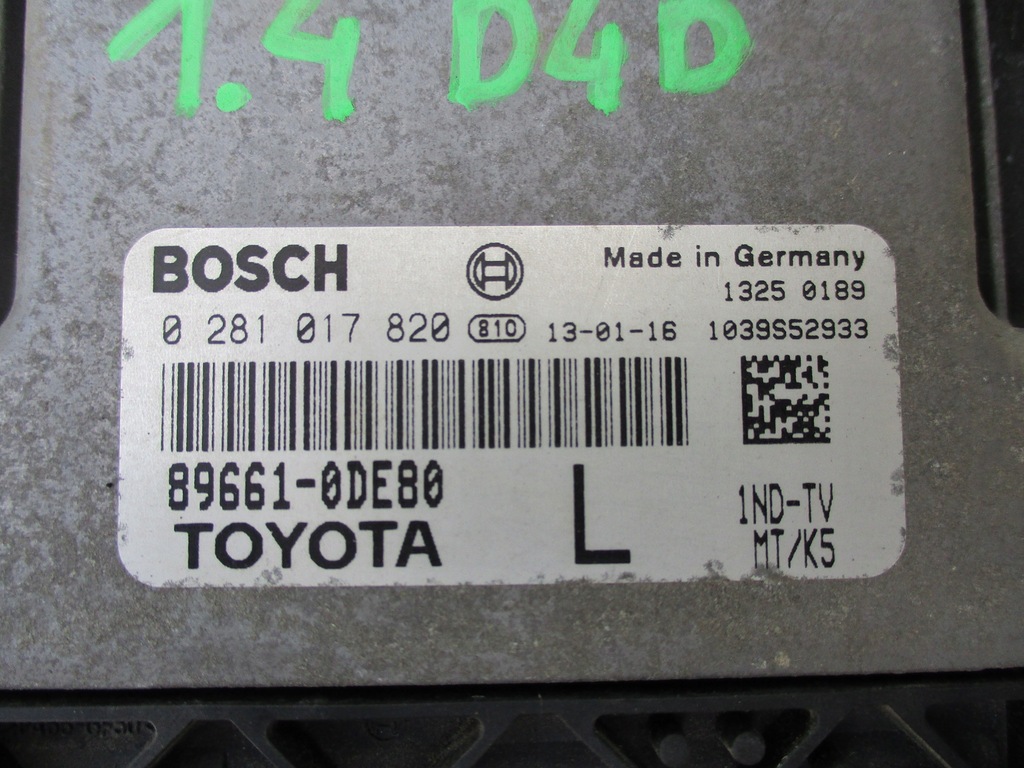 1.4 D4D
BOSCH
Made in Germany
1325 0189
0 281 017 820 810 13-01-16 1039S52933
89661-0DE80 L 1ND-TV
TOYOTA MT/K5